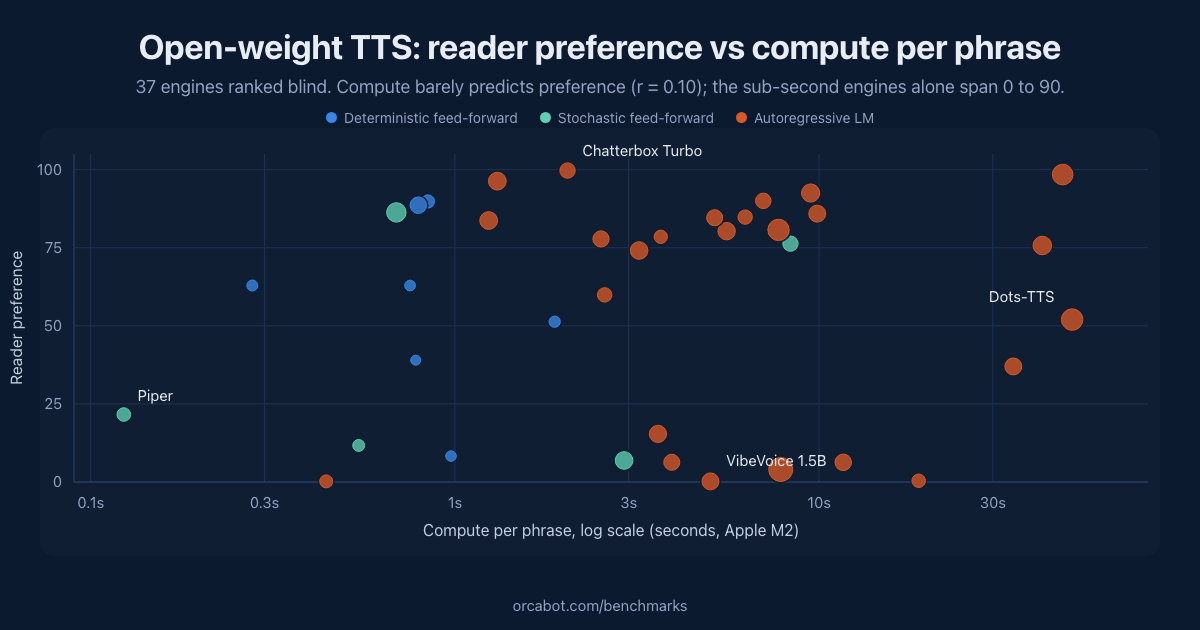 Open-weight TTS: reader preference vs compute per phrase
37 engines ranked blind. Compute barely predicts preference (r = 0.10); the sub-second engines alone span 0 to 90.
Deterministic feed-forward
Stochastic feed-forward
Autoregressive LM
Chatterbox Turbo
100
75
Dots-TTS
50
Piper
25
VibeVoice 1.5B
0
Reader preference
0.1s
0.3s
1s
3s
10s
30s
Compute per phrase, log scale (seconds, Apple M2)
orcabot.com/benchmarks